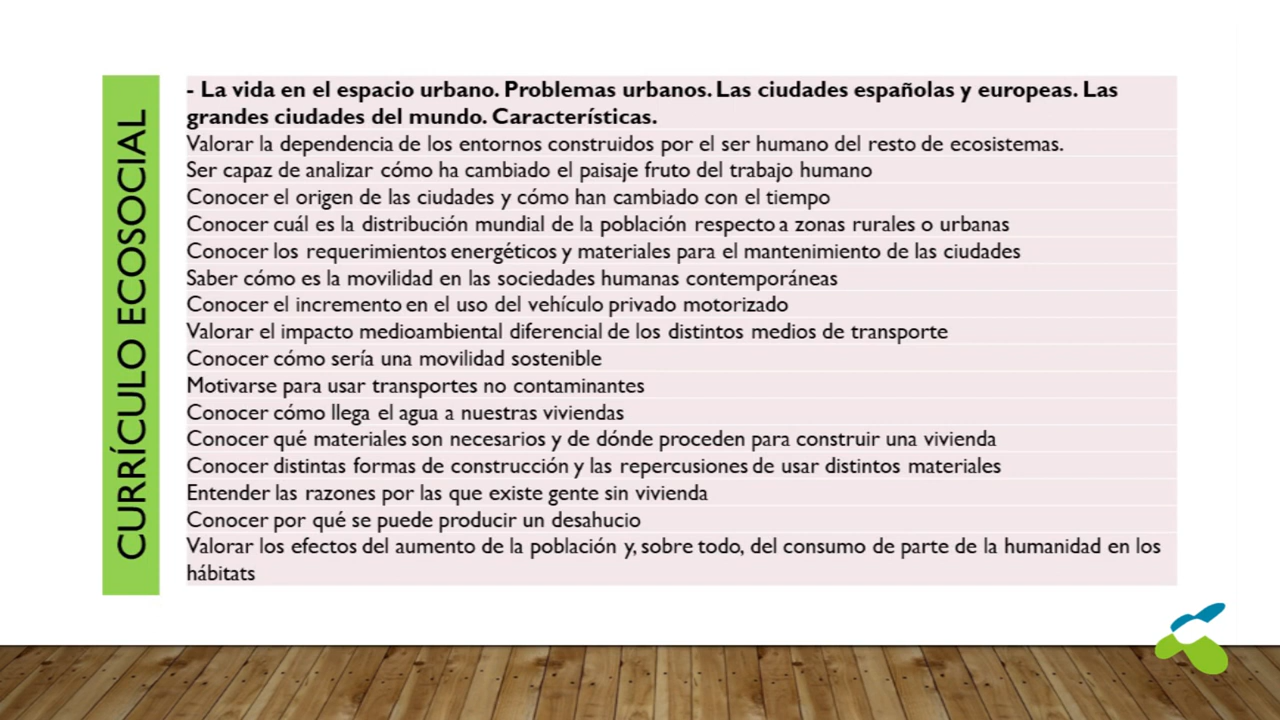 CURRÍCULO ECOSOCIAL
- La vida en el espacio urbano. Problemas urbanos. Las ciudades españolas y europeas. Las
grandes ciudades del mundo. Características.
Valorar la dependencia de los entornos construidos por el ser humano del resto de ecosistemas.
Ser capaz de analizar cómo ha cambiado el paisaje fruto del trabajo humano
Conocer el origen de las ciudades y cómo han cambiado con el tiempo
Conocer cuál es la distribución mundial de la población respecto a zonas rurales o urbanas
Conocer los requerimientos energéticos y materiales para el mantenimiento de las ciudades
Saber cómo es la movilidad en las sociedades humanas contemporáneas
Conocer el incremento en el uso del vehículo privado motorizado
Valorar el impacto medioambiental diferencial de los distintos medios de transporte
Conocer cómo sería una movilidad sostenible
Motivarse para usar transportes no contaminantes
Conocer cómo llega el agua a nuestras viviendas
Conocer qué materiales son necesarios y de dónde proceden para construir una vivienda
Conocer distintas formas de construcción y las repercusiones de usar distintos materiales
Entender las razones por las que existe gente sin vivienda
Conocer por qué se puede producir un desahucio
Valorar los efectos del aumento de la población y, sobre todo, del consumo de parte de la humanidad en los
hábitats